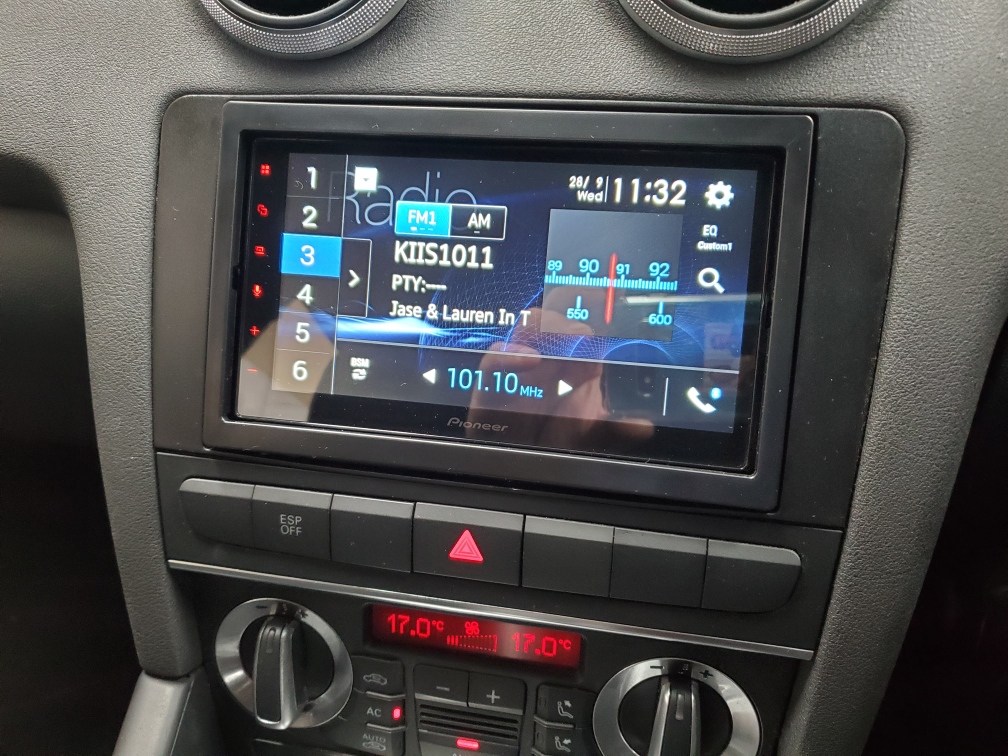 Radio
28/ 9
Wed
11:32
1
2
3
4
5
6
FM1
AM
EQ
Custom1
KIIS1011
PTY:---
Jase & Lauren In T
89 90 91 92
550 600
BSM
101.10 MHz
Pioneer
ESP
OFF
17.0°C
17.0°C
AC
AUTO